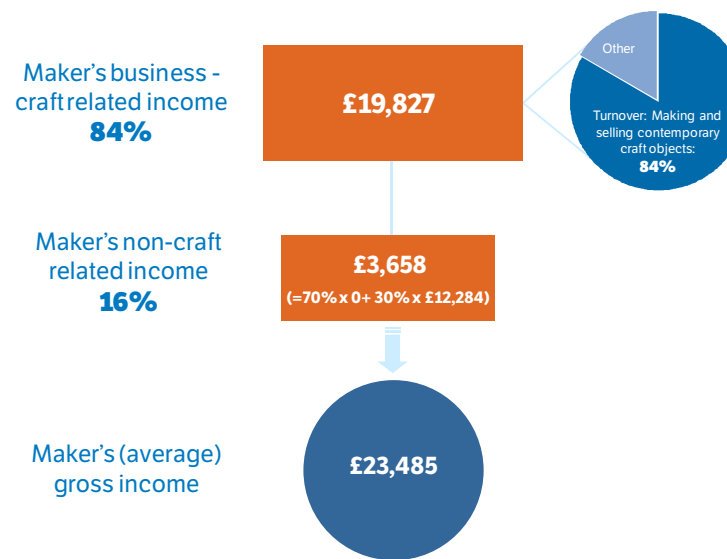 Maker's business -
craft related income
84%
£19,827
Other
Turnover: Making and
selling contemporary
craft objects:
84%
Maker's non-craft
related income
16%
£3,658
(=70% x 0+ 30% x £12,284)
Maker's (average)
gross income
£23,485